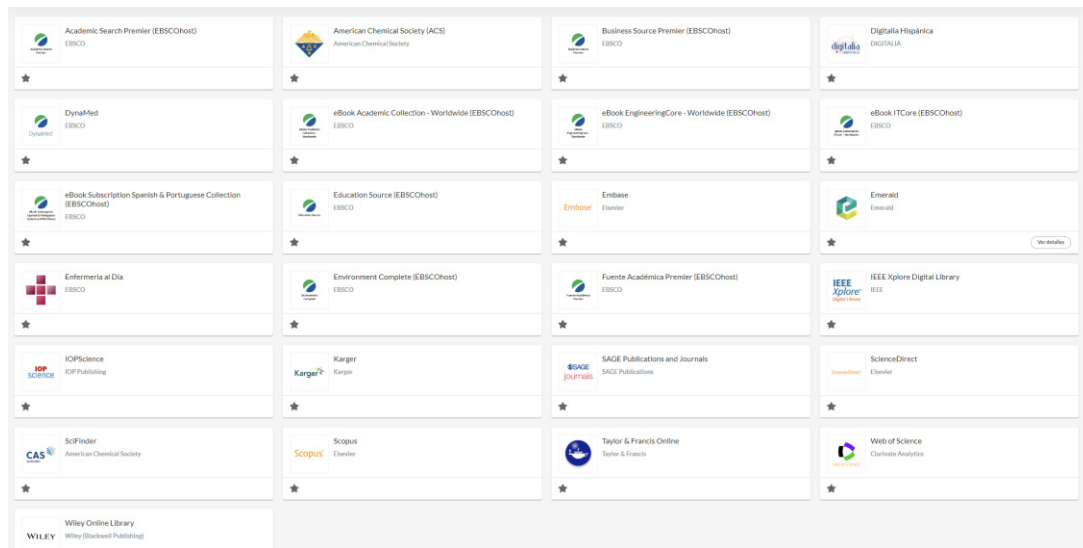 Academic Search Premier (EBSCOhost)
EBSCO
American Chemical Society (ACS)
American Chemical Society
Business Source Premier (EBSCOhost)
EBSCO
digitalia
Digitalia Hispánica
DIGITALIA
DynaMed
DynaMed
EBSCO
eBook Academic Collection - Worldwide (EBSCOhost)
EBSCO
eBook EngineeringCore - Worldwide (EBSCOhost)
EBSCO
eBook ITCore (EBSCOhost)
EBSCO
eBook Subscription Spanish & Portuguese Collection
(EBSCOhost)
EBSCO
Education Source
Education Source (EBSCOhost)
EBSCO
Embase
Embase
Elsevier
Emerald
Emerald
Ver detalles
Enfermeria al Día
EBSCO
Environment Complete (EBSCOhost)
EBSCO
Fuente Académica Premier (EBSCOhost)
EBSCO
IEEE
Xplore
Digital Library
IEEE Xplore Digital Library
IEEE
IOP
science
IOPScience
IOP Publishing
Karger
Karger
Karger
SAGE
journals
SAGE Publications and Journals
SAGE Publications
ScienceDirect
ScienceDirect
Elsevier
CAS
SciFinder
American Chemical Society
Scopus
Scopus
Elsevier
Taylor & Francis Online
Taylor & Francis
Web of Science
Clarivate Analytics
WILEY
Wiley Online Library
Wiley (Blackwell Publishing)